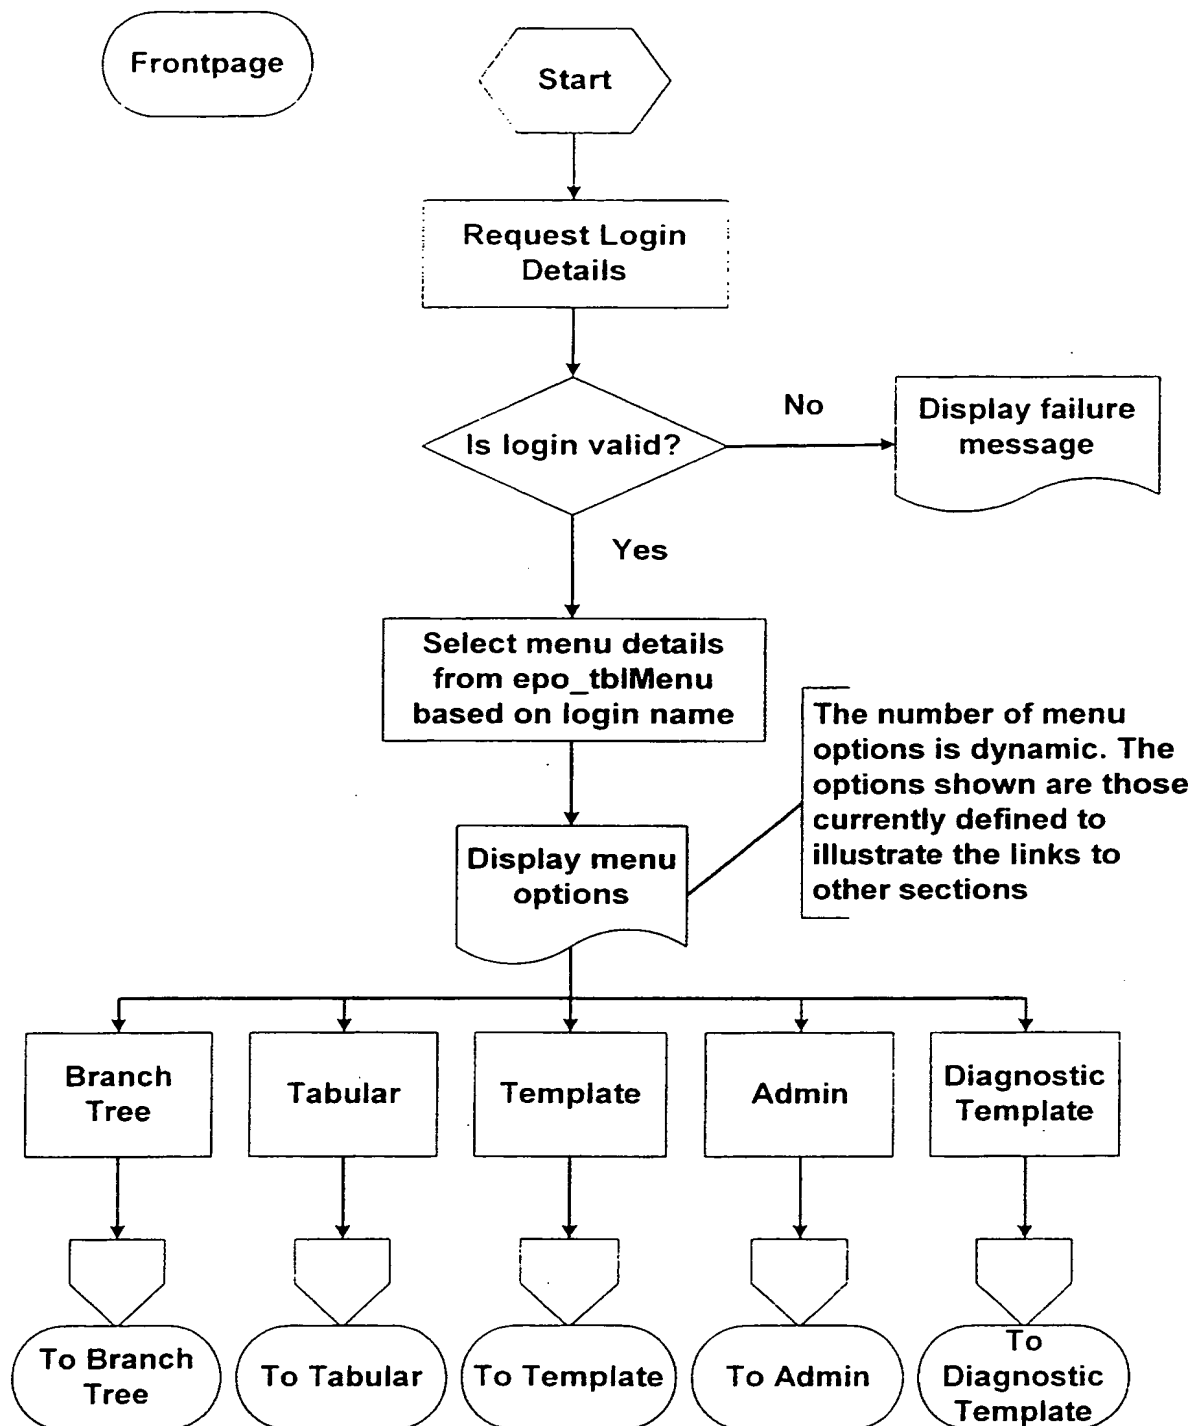 Frontpage
Start
Request Login
Details
Is login valid?
No
Display failure
message
Yes
Select menu details
from epo_tblMenu
based on login name
The number of menu
options is dynamic. The
options shown are those
currently defined to
illustrate the links to
other sections
Display menu
options
Branch
Tree
Tabular
Template
Admin
Diagnostic
Template
To Branch
Tree
To Tabular
To Template
To Admin
To
Diagnostic
Template